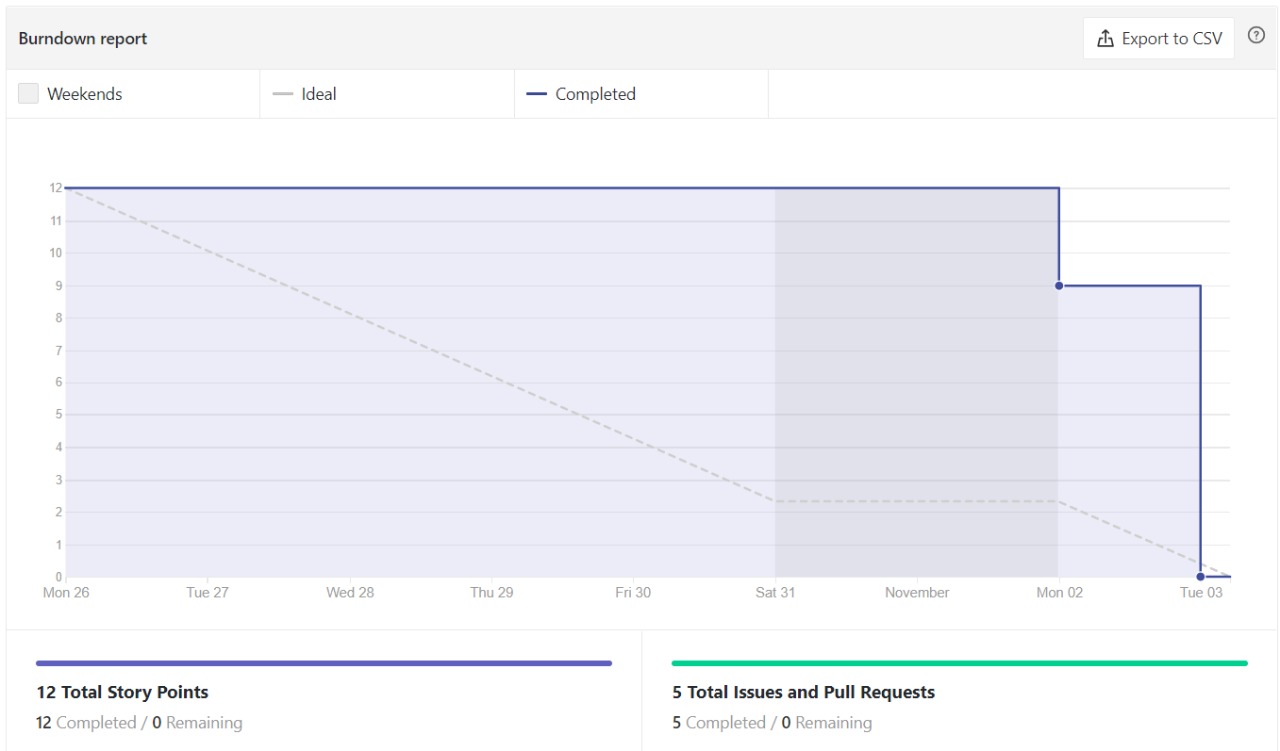 Burndown report
Export to CSV
?
Weekends
Ideal
Completed
12
11
10
9
8
7
6
5
4
3
2
1
0
Mon 26 Tue 27 Wed 28 Thu 29 Fri 30 Sat 31 November Mon 02 Tue 03
12 Total Story Points
12 Completed / 0 Remaining
5 Total Issues and Pull Requests
5 Completed / 0 Remaining